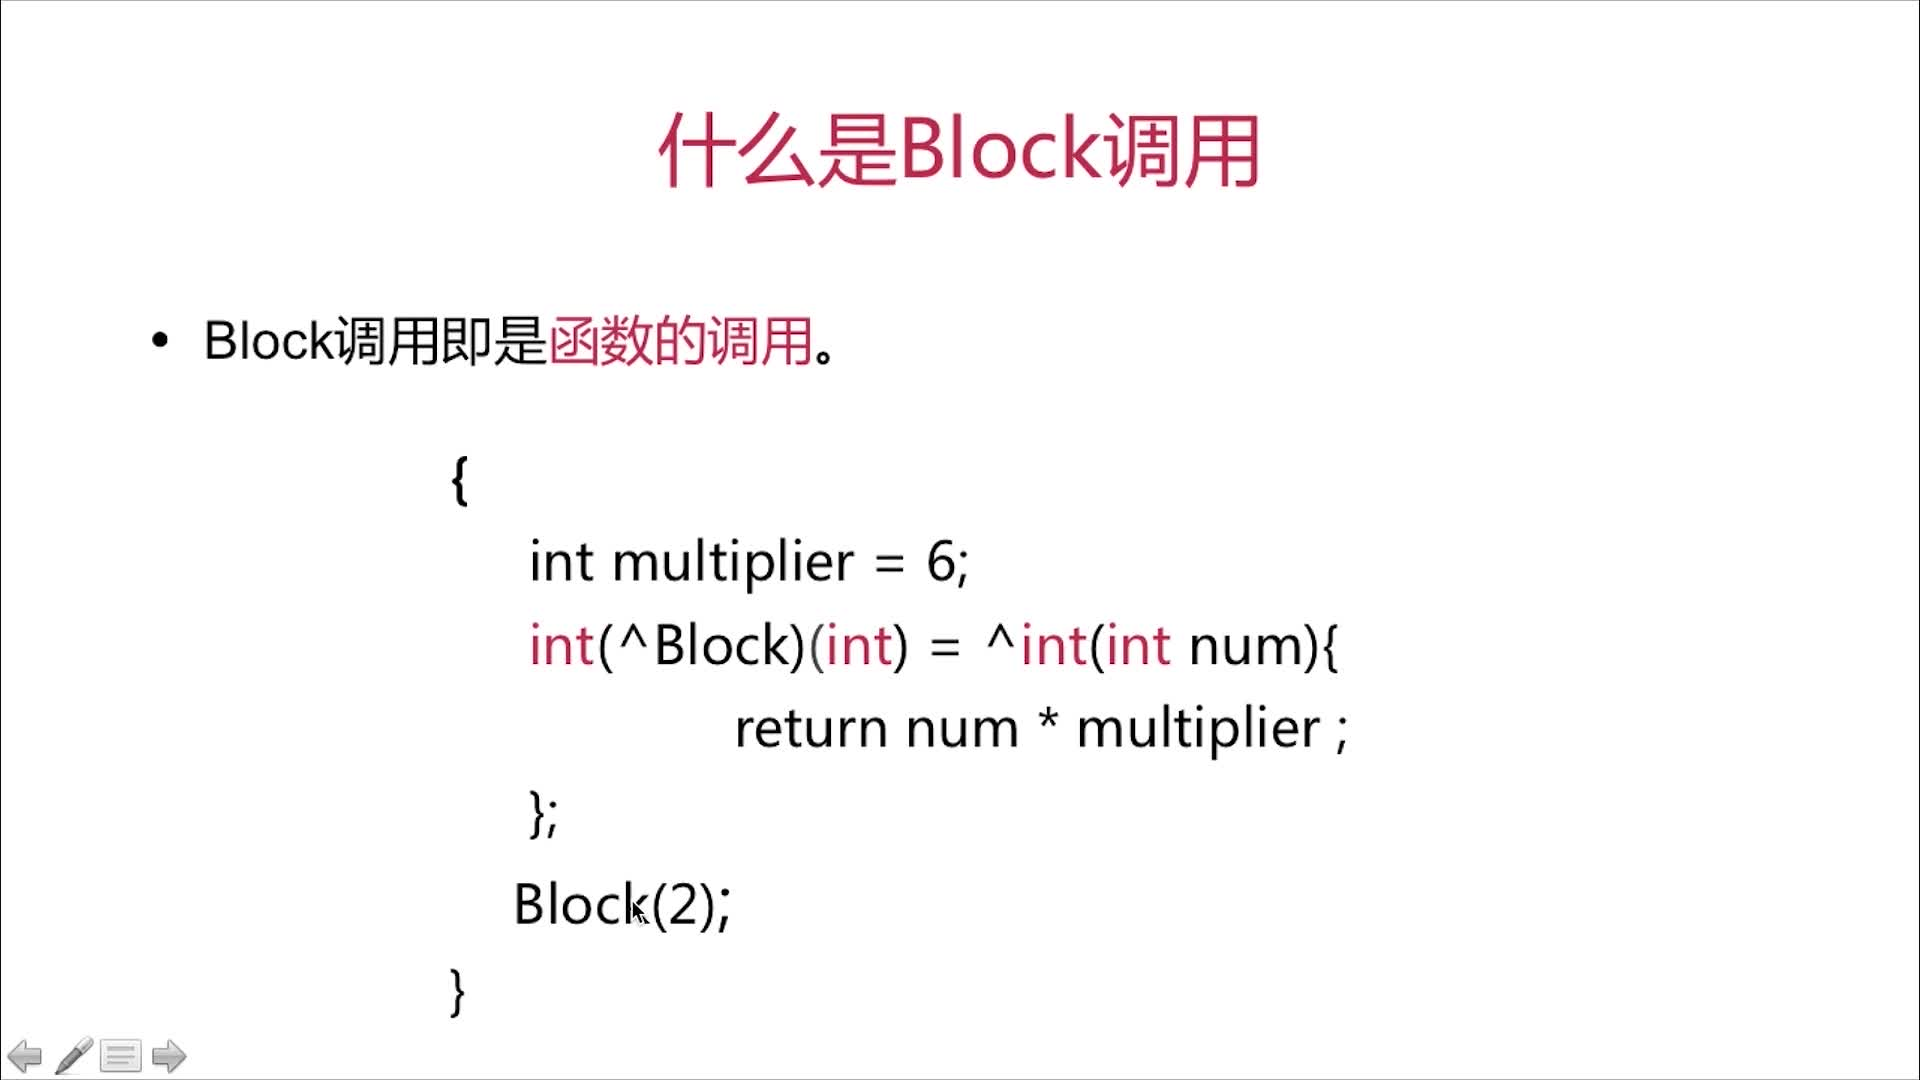 什么是Block调用
• Block调用即是函数的调用。
{
int multiplier = 6;
int(^Block)(int) = ^int(int num){
return num * multiplier ;
};
Block(2);
}